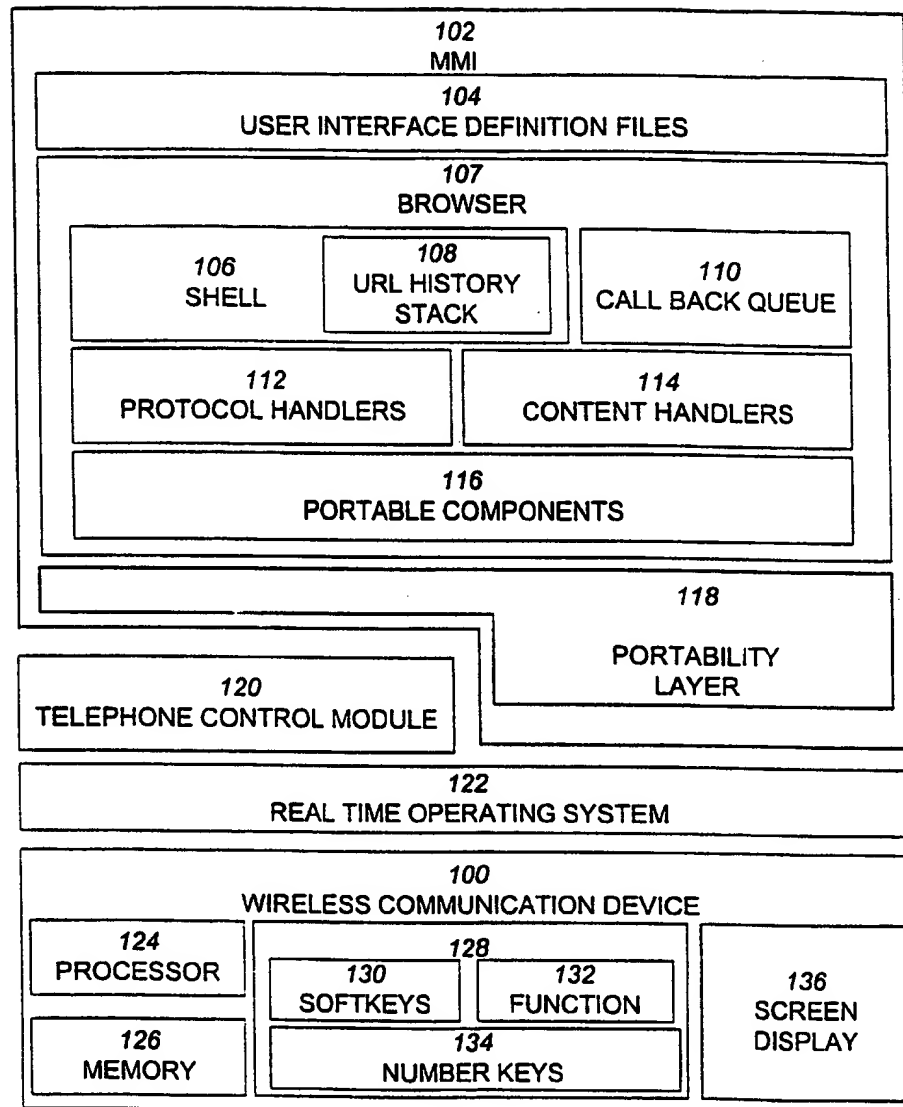 102
MMI
104
USER INTERFACE DEFINITION FILES
107
BROWSER
106
SHELL
108
URL HISTORY
STACK
110
CALL BACK QUEUE
112
PROTOCOL HANDLERS
114
CONTENT HANDLERS
116
PORTABLE COMPONENTS
118
PORTABILITY
LAYER
120
TELEPHONE CONTROL MODULE
122
REAL TIME OPERATING SYSTEM
100
WIRELESS COMMUNICATION DEVICE
124
PROCESSOR
126
MEMORY
128
130
SOFTKEYS
132
FUNCTION
134
NUMBER KEYS
136
SCREEN
DISPLAY